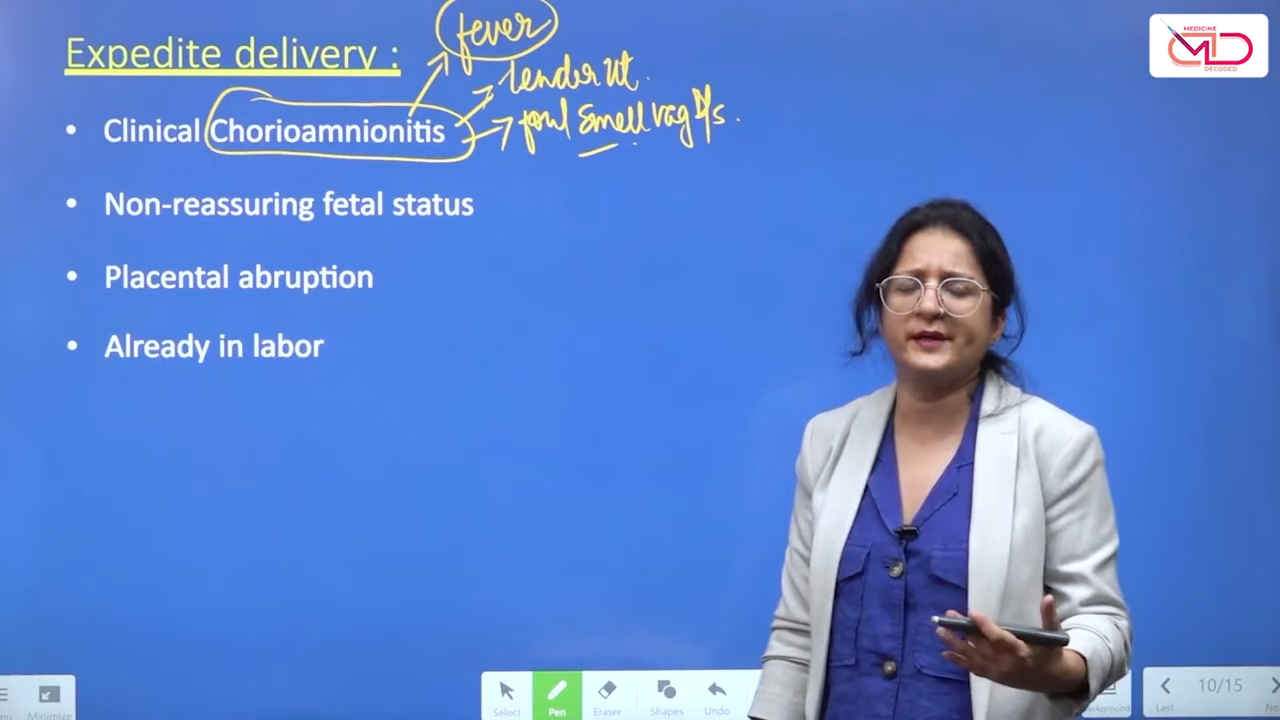 Expedite delivery :
fever
tender ut.
foul smell vag d/s.
• Clinical Chorioamnionitis
• Non-reassuring fetal status
• Placental abruption
• Already in labor
MEDICINE
MD
DECODED
Minimize
Select
Pen
Eraser
Shapes
Undo
Last
10/15